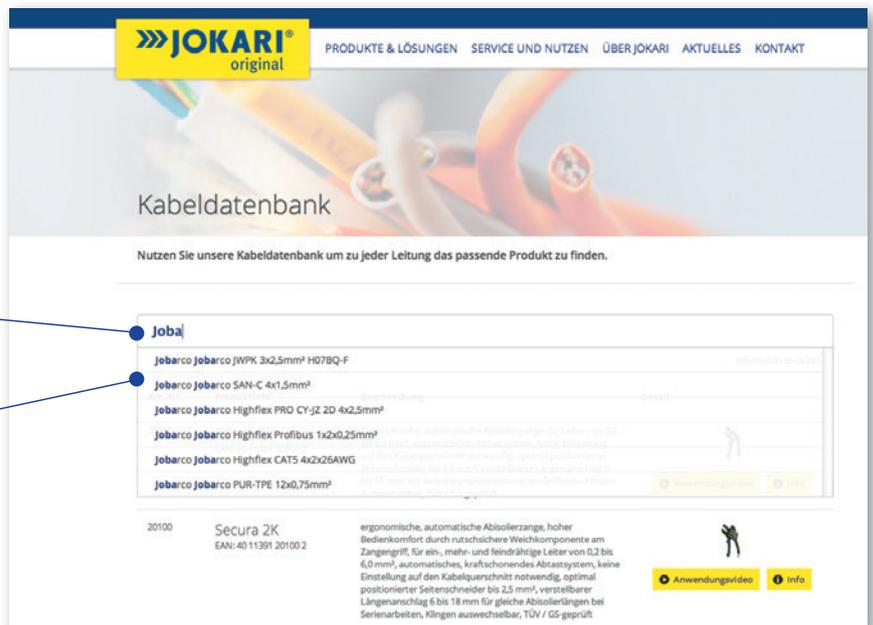 JOKARI®
original
PRODUKTE & LÖSUNGEN SERVICE UND NUTZEN ÜBER JOKARI AKTUELLES KONTAKT
Kabeldatenbank
Nutzen Sie unsere Kabeldatenbank um zu jeder Leitung das passende Produkt zu finden.
Joba
Jobarco Jobarco JWPK 3x2,5mm² H07BQ-F
Jobarco Jobarco SAN-C 4x1,5mm²
Jobarco Jobarco Highflex PRO CY-JZ 2D 4x2,5mm²
Jobarco Jobarco Highflex Profibus 1x2x0,25mm²
Jobarco Jobarco Highflex CAT5 4x2x26AWG
Jobarco Jobarco PUR-TPE 12x0,75mm²
Anwendungsvideo Info
20100
Secura 2K
EAN: 40 11391 20100 2
ergonomische, automatische Abisolierzange, hoher
Bedienkomfort durch rutschsichere Weichkomponente am
Zangengriff, für ein-, mehr- und feindrähtige Leiter von 0,2 bis
6,0 mm², automatisches, kraftschonendes Abtastsystem, keine
Einstellung auf den Kabelquerschnitt notwendig, optimal
positionierter Seitenschneider bis 2,5 mm², verstellbarer
Längenanschlag 6 bis 18 mm für gleiche Abisolierlängen bei
Serienarbeiten, Klingen auswechselbar, TÜV / GS-geprüft
Anwendungsvideo Info